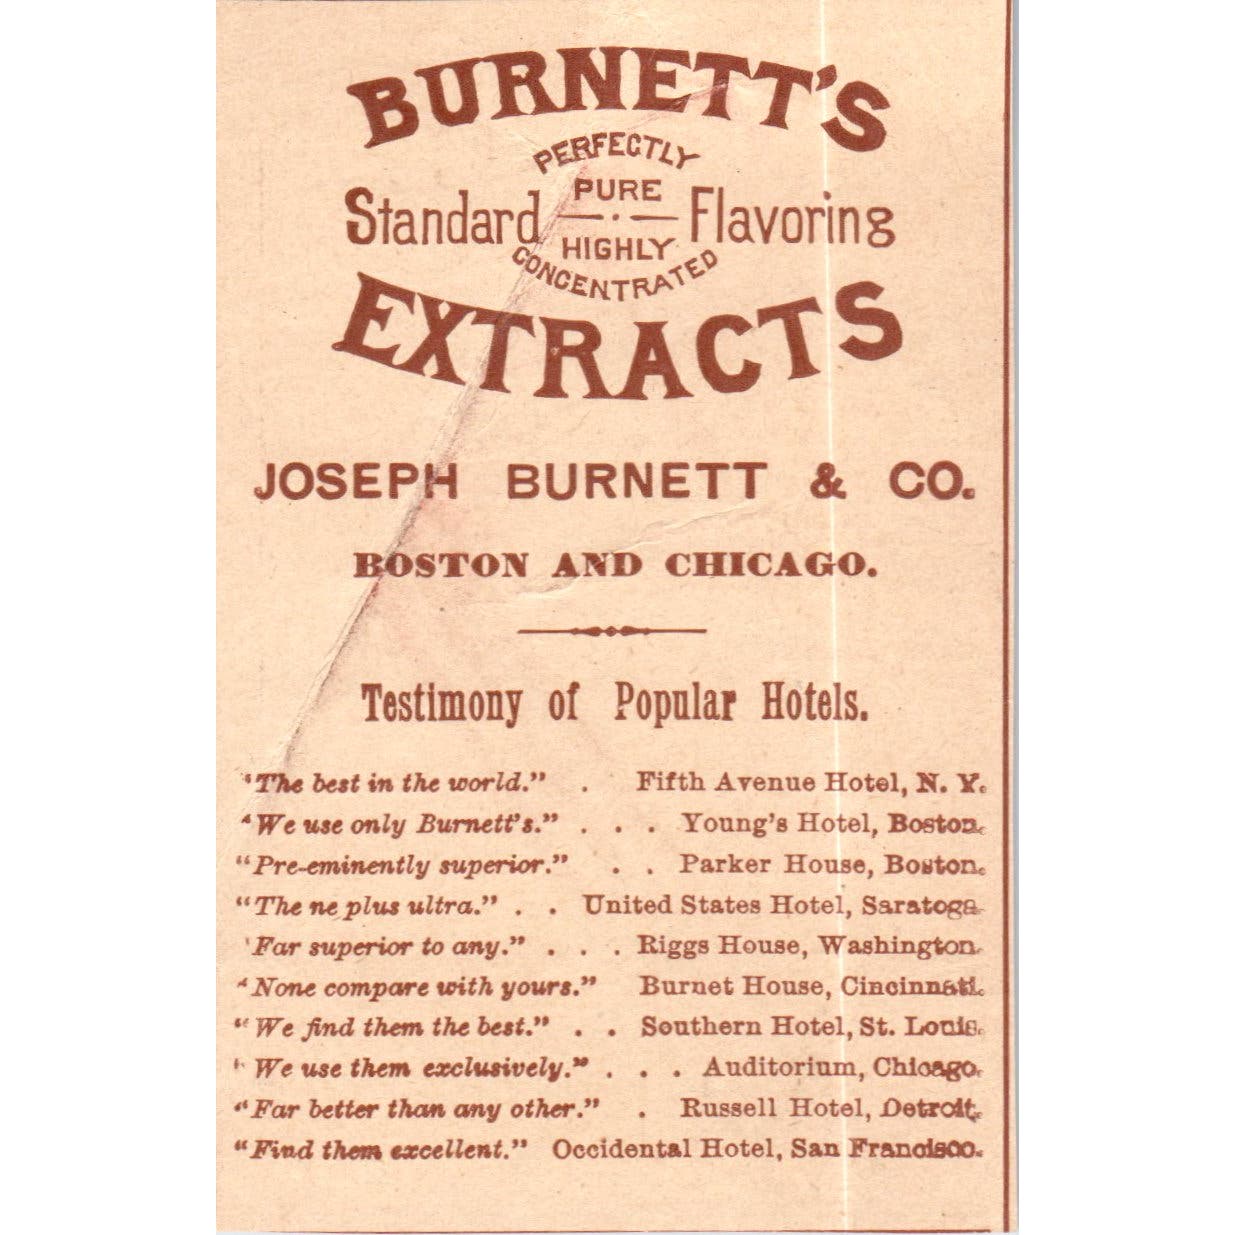 BURNETT'S
PERFECTLY
PURE
Standard Flavoring
HIGHLY
CONCENTRATED
EXTRACTS
JOSEPH BURNETT & CO.
BOSTON AND CHICAGO.
Testimony of Popular Hotels.
"The best in the world." . Fifth Avenue Hotel, N. Y.
"We use only Burnett's." . . . Young's Hotel, Boston.
"Pre-eminently superior." . . Parker House, Boston.
"The ne plus ultra." . . United States Hotel, Saratoga.
"Far superior to any." . . . Riggs House, Washington.
"None compare with yours." Burnet House, Cincinnati.
"We find them the best." . . Southern Hotel, St. Louis.
"We use them exclusively." . . . Auditorium, Chicago.
"Far better than any other." . Russell Hotel, Detroit.
"Find them excellent." Occidental Hotel, San Francisco.